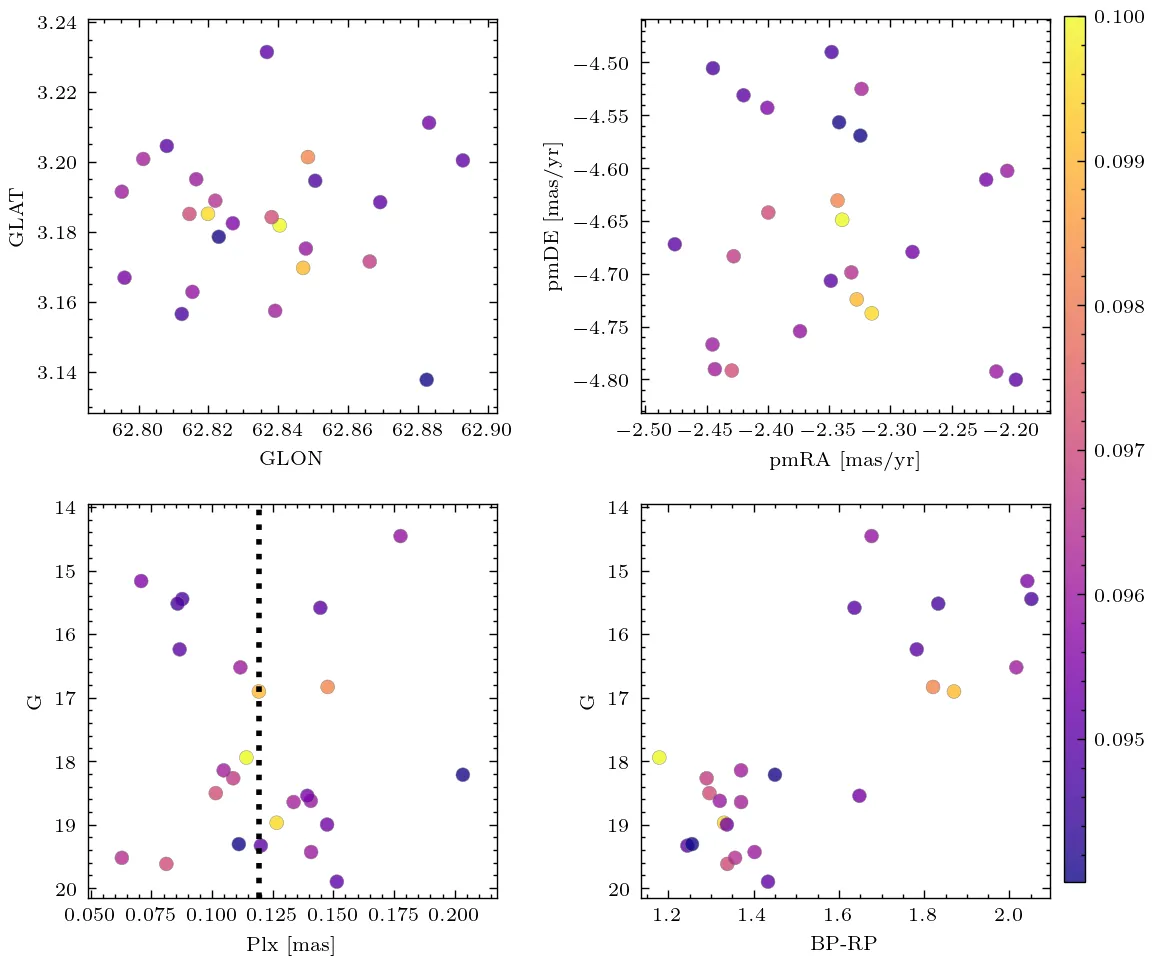 3.24
3.22
3.20
3.18
3.16
3.14
GLAT
62.80 62.82 62.84 62.86 62.88 62.90
GLON
−4.50
−4.55
−4.60
−4.65
−4.70
−4.75
−4.80
pmDE [mas/yr]
−2.50 −2.45 −2.40 −2.35 −2.30 −2.25 −2.20
pmRA [mas/yr]
0.100
0.099
0.098
0.097
0.096
0.095
14
15
16
17
18
19
20
G
0.050 0.075 0.100 0.125 0.150 0.175 0.200
Plx [mas]
14
15
16
17
18
19
20
G
1.2 1.4 1.6 1.8 2.0
BP-RP